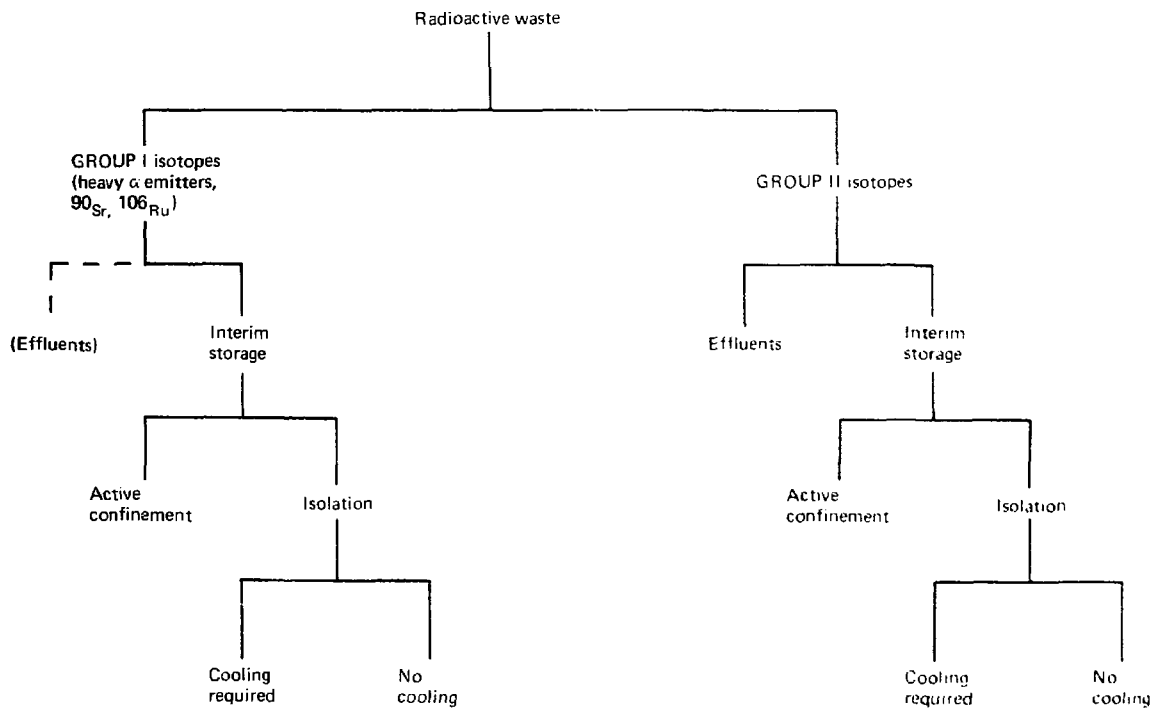 Radioactive waste
GROUP I isotopes
(heavy α emitters,
90Sr, 106Ru)
GROUP II isotopes
(Effluents)
Interim
storage
Effluents
Interim
storage
Active
confinement
Isolation
Active
confinement
Isolation
Cooling
required
No
cooling
Cooling
required
No
cooling